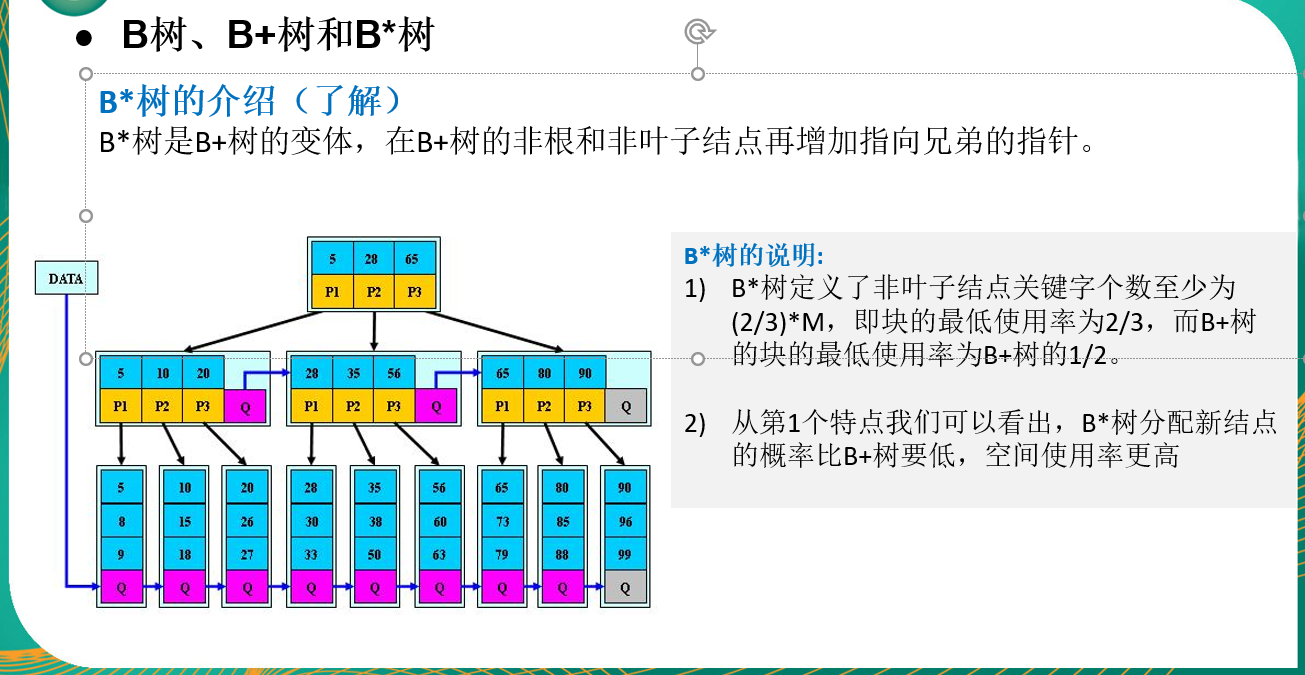 ● B树、B+树和B*树
B*树的介绍（了解）
B*树是B+树的变体，在B+树的非根和非叶子结点再增加指向兄弟的指针。
DATA
5 28 65
P1 P2 P3
5 10 20
P1 P2 P3 Q
28 35 56
P1 P2 P3 Q
65 80 90
P1 P2 P3 Q
5 10 20 28 35 56 65 80 90
8 15 26 30 38 60 73 85 96
9 18 27 33 50 63 79 88 99
Q Q Q Q Q Q Q Q Q
B*树的说明:
1) B*树定义了非叶子结点关键字个数至少为
(2/3)*M，即块的最低使用率为2/3，而B+树
的块的最低使用率为B+树的1/2。
2) 从第1个特点我们可以看出，B*树分配新结点
的概率比B+树要低，空间使用率更高